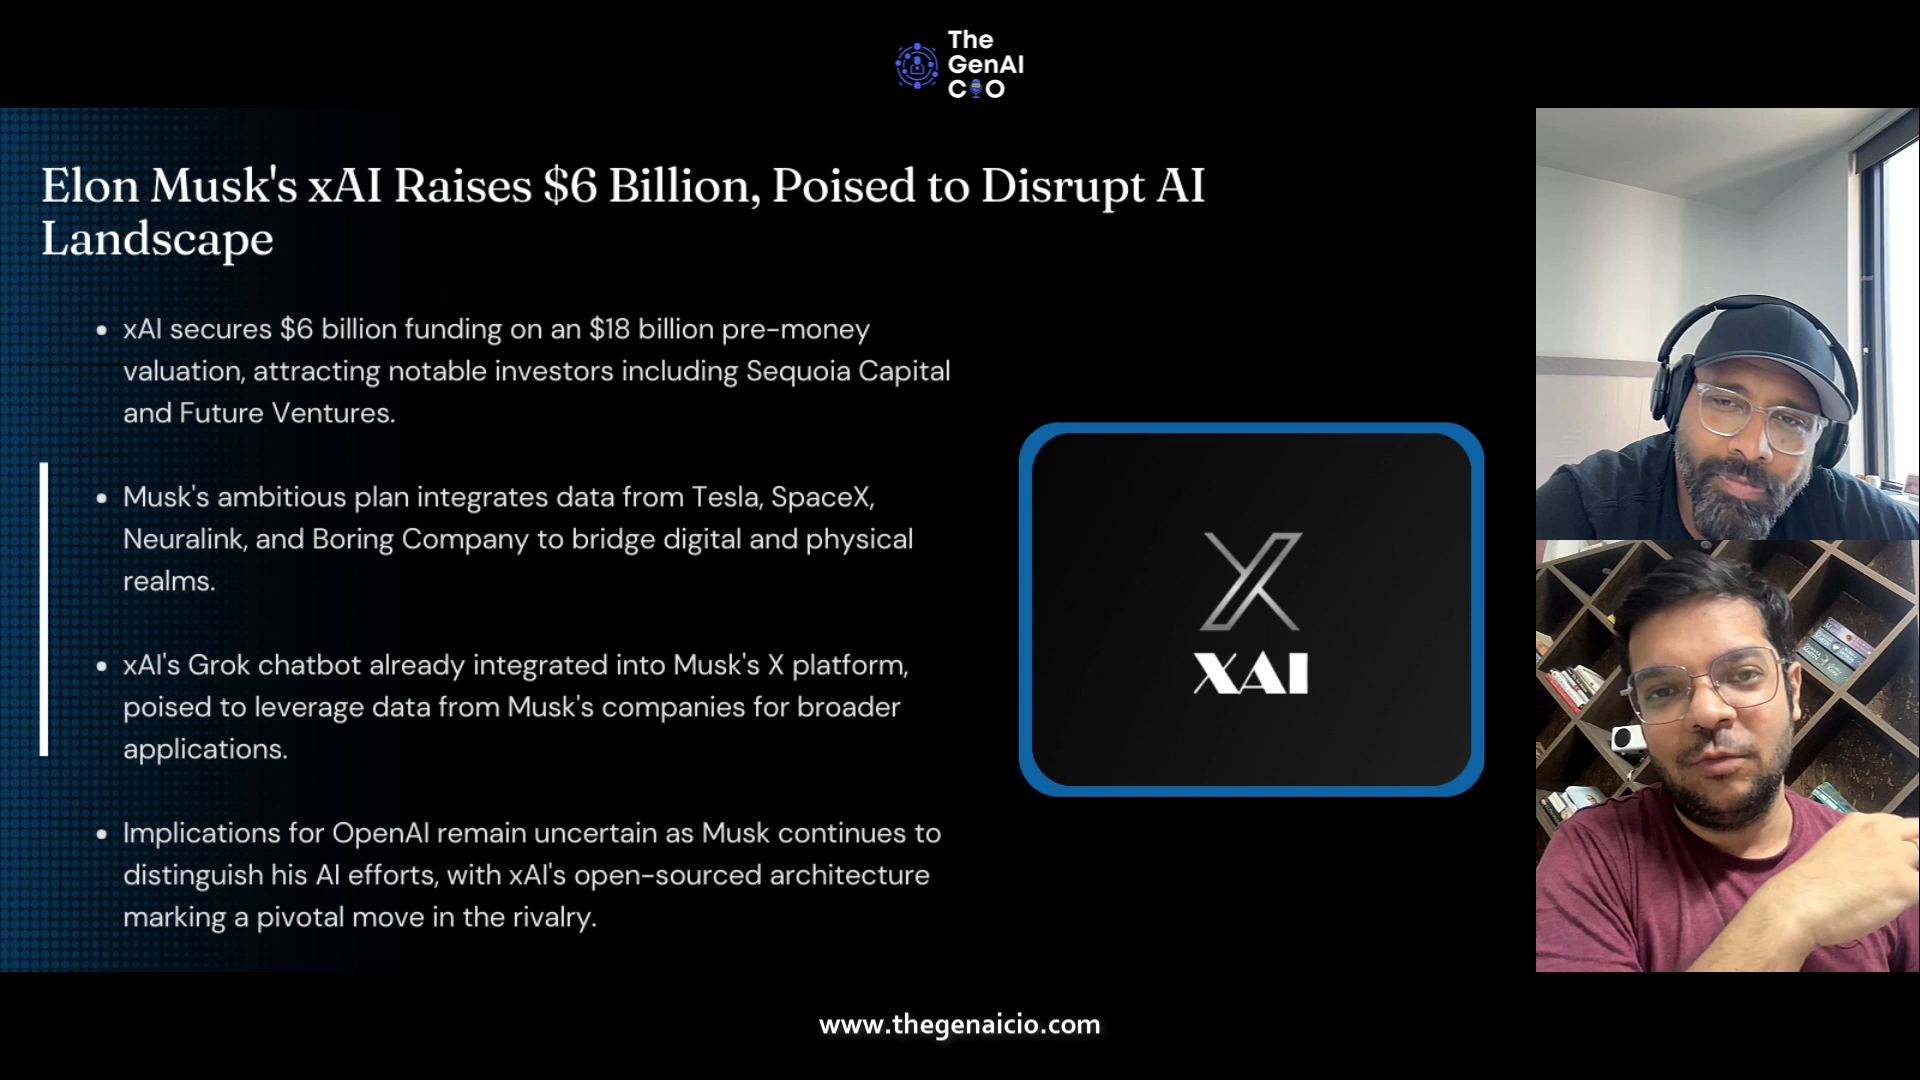 The
GenAI
CIO
Elon Musk's xAI Raises $6 Billion, Poised to Disrupt AI
Landscape
• xAI secures $6 billion funding on an $18 billion pre-money
valuation, attracting notable investors including Sequoia Capital
and Future Ventures.
• Musk's ambitious plan integrates data from Tesla, SpaceX,
Neuralink, and Boring Company to bridge digital and physical
realms.
• xAI's Grok chatbot already integrated into Musk's X platform,
poised to leverage data from Musk's companies for broader
applications.
• Implications for OpenAI remain uncertain as Musk continues to
distinguish his AI efforts, with xAI's open-sourced architecture
marking a pivotal move in the rivalry.
X
XAI
www.thegenaicio.com